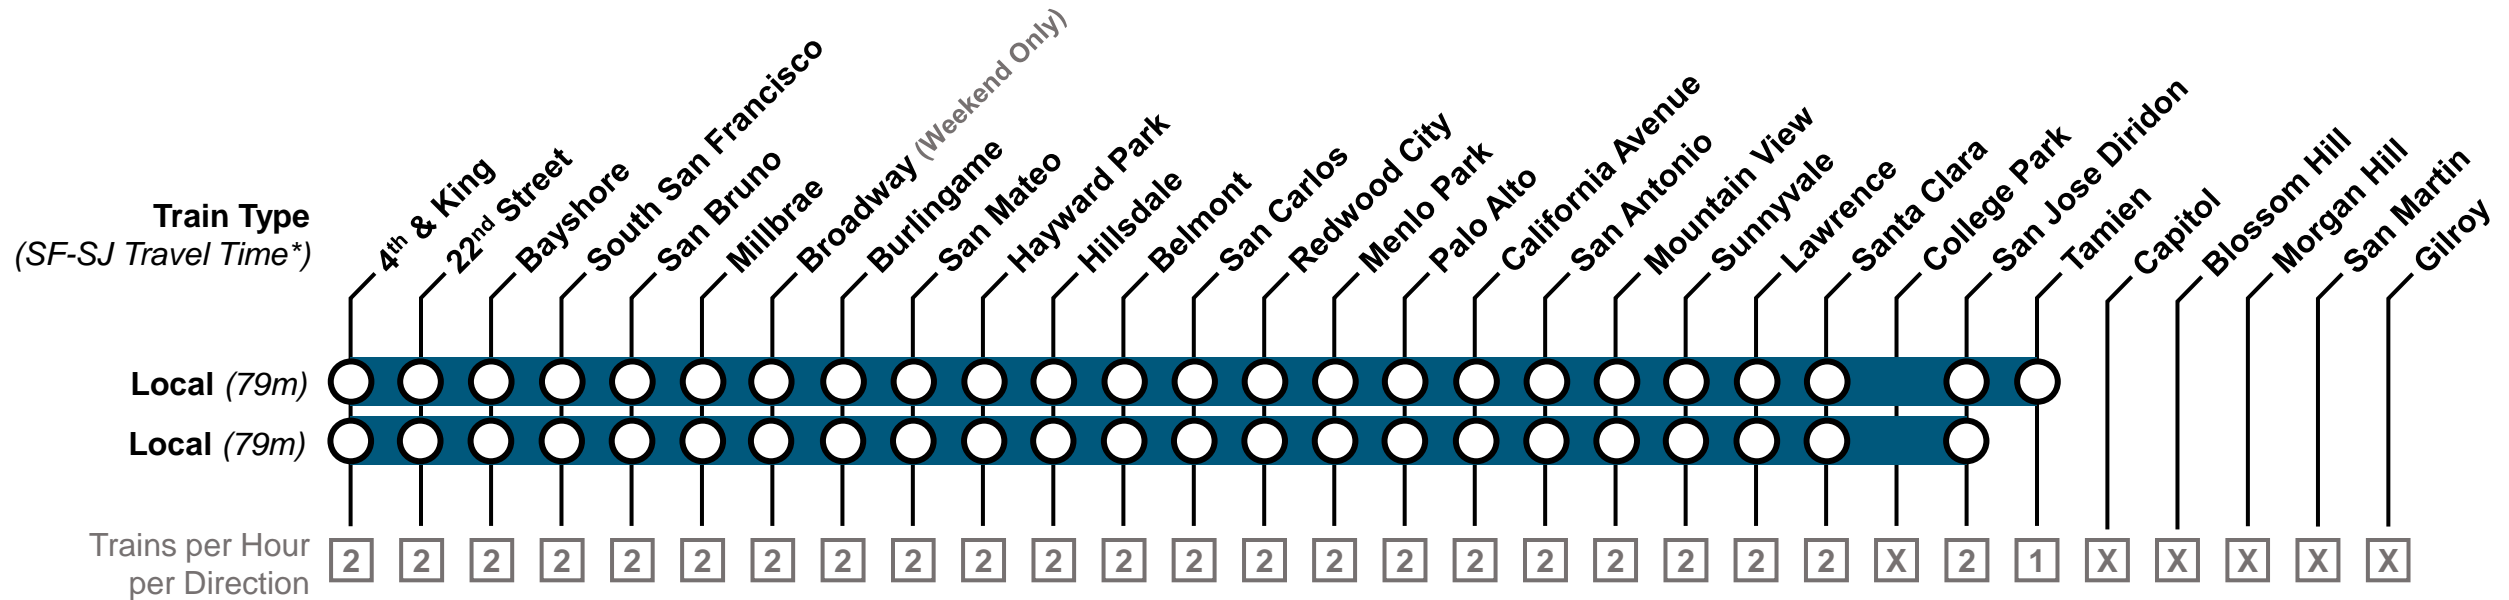 Train Type
(SF-SJ Travel Time*)
4th & King
22nd Street
Bayshore
South San Francisco
San Bruno
Millbrae
Broadway (Weekend Only)
Burlingame
San Mateo
Hayward Park
Hillsdale
Belmont
San Carlos
Redwood City
Menlo Park
Palo Alto
California Avenue
San Antonio
Mountain View
Sunnyvale
Lawrence
Santa Clara
College Park
San Jose Diridon
Tamien
Capitol
Blossom Hill
Morgan Hill
San Martin
Gilroy
Local (79m)
Local (79m)
Trains per Hour
per Direction
2 2 2 2 2 2 2 2 2 2 2 2 2 2 2 2 2 2 2 2 2 2 X 2 1 X X X X X